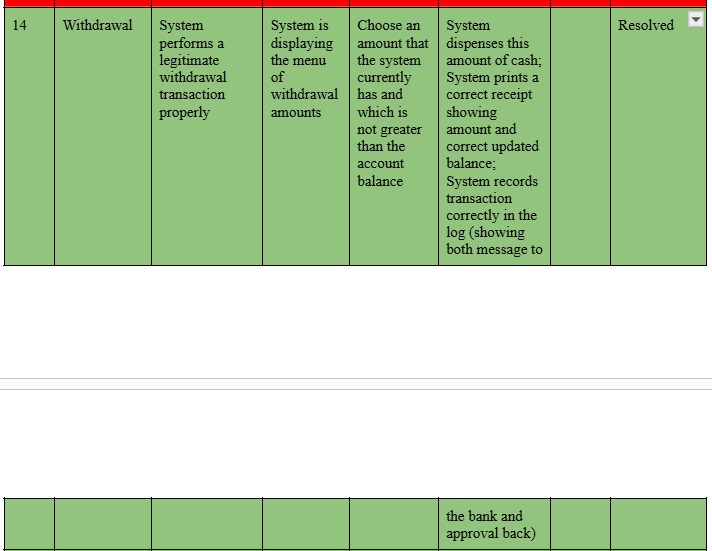 14
Withdrawal
System
performs a
legitimate
withdrawal
transaction
properly
System is
displaying
the menu
of
withdrawal
amounts
Choose an
amount that
the system
currently
has and
which is
not greater
than the
account
balance
System
dispenses this
amount of cash;
System prints a
correct receipt
showing
amount and
correct updated
balance;
System records
transaction
correctly in the
log (showing
both message to
Resolved
the bank and
approval back)